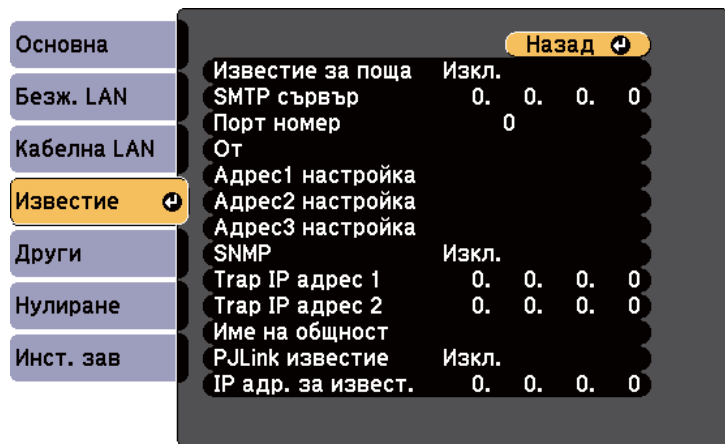 Основна
Безж. LAN
Кабелна LAN
Известие
Други
Нулиране
Инст. зав
Назад
Известие за поща Изкл.
SMTP сървър 0. 0. 0. 0
Порт номер 0
От
Адрес1 настройка
Адрес2 настройка
Адрес3 настройка
SNMP Изкл.
Trap IP адрес 1 0. 0. 0. 0
Trap IP адрес 2 0. 0. 0. 0
Име на общност
PJLink известие Изкл.
IP адр. за извест. 0. 0. 0. 0